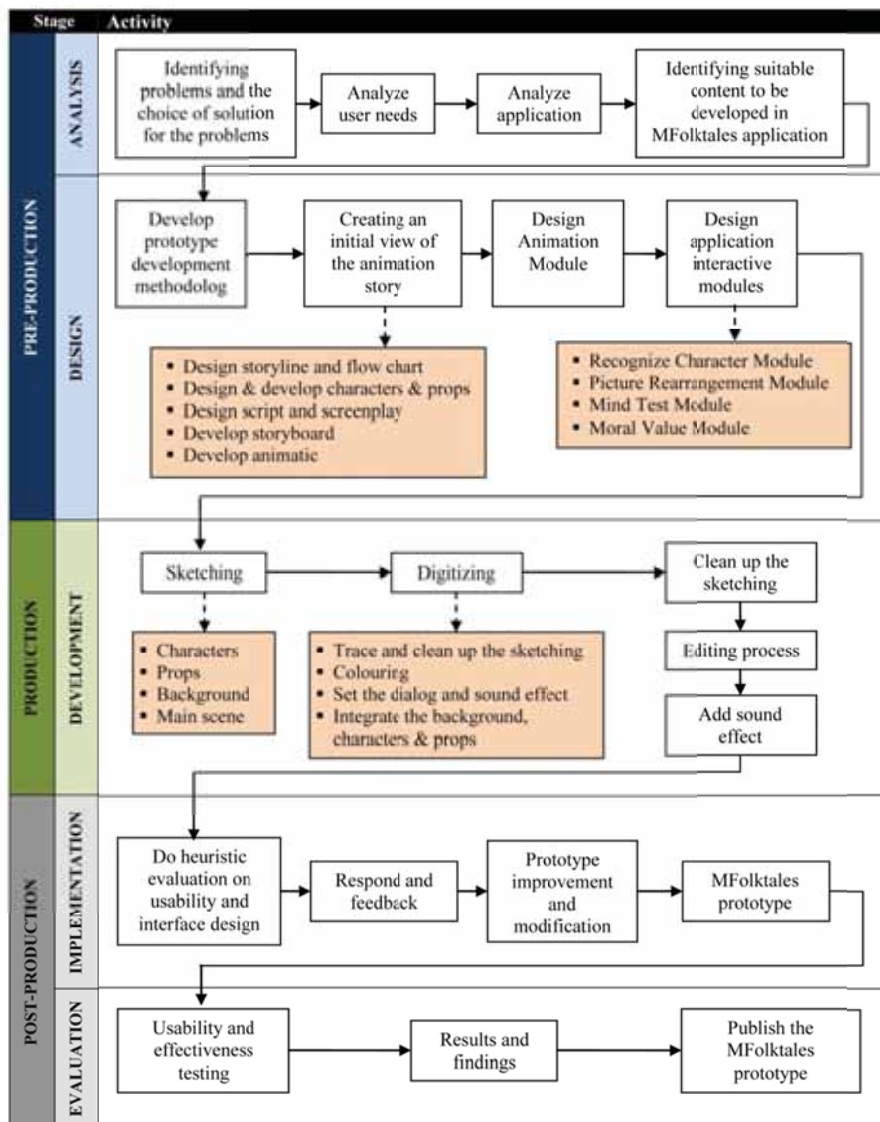 Stage Activity
PRE-PRODUCTION
ANALYSIS
Identifying
problems and the
choice of solution
for the problems
Analyze
user needs
Analyze
application
Identifying suitable
content to be
developed in
MFolktales application
DESIGN
Develop
prototype
development
methodolog
Creating an
initial view of
the animation
story
Design
Animation
Module
Design
application
interactive
modules
▪ Design storyline and flow chart
▪ Design & develop characters & props
▪ Design script and screenplay
▪ Develop storyboard
▪ Develop animatic
▪ Recognize Character Module
▪ Picture Rearrangement Module
▪ Mind Test Module
▪ Moral Value Module
PRODUCTION
DEVELOPMENT
Sketching
Digitizing
Clean up the
sketching
▪ Characters
▪ Props
▪ Background
▪ Main scene
▪ Trace and clean up the sketching
▪ Colouring
▪ Set the dialog and sound effect
▪ Integrate the background,
characters & props
Editing process
Add sound
effect
POST-PRODUCTION
IMPLEMENTATION
Do heuristic
evaluation on
usability and
interface design
Respond and
feedback
Prototype
improvement
and
modification
MFolktales
prototype
EVALUATION
Usability and
effectiveness
testing
Results and
findings
Publish the
MFolktales
prototype